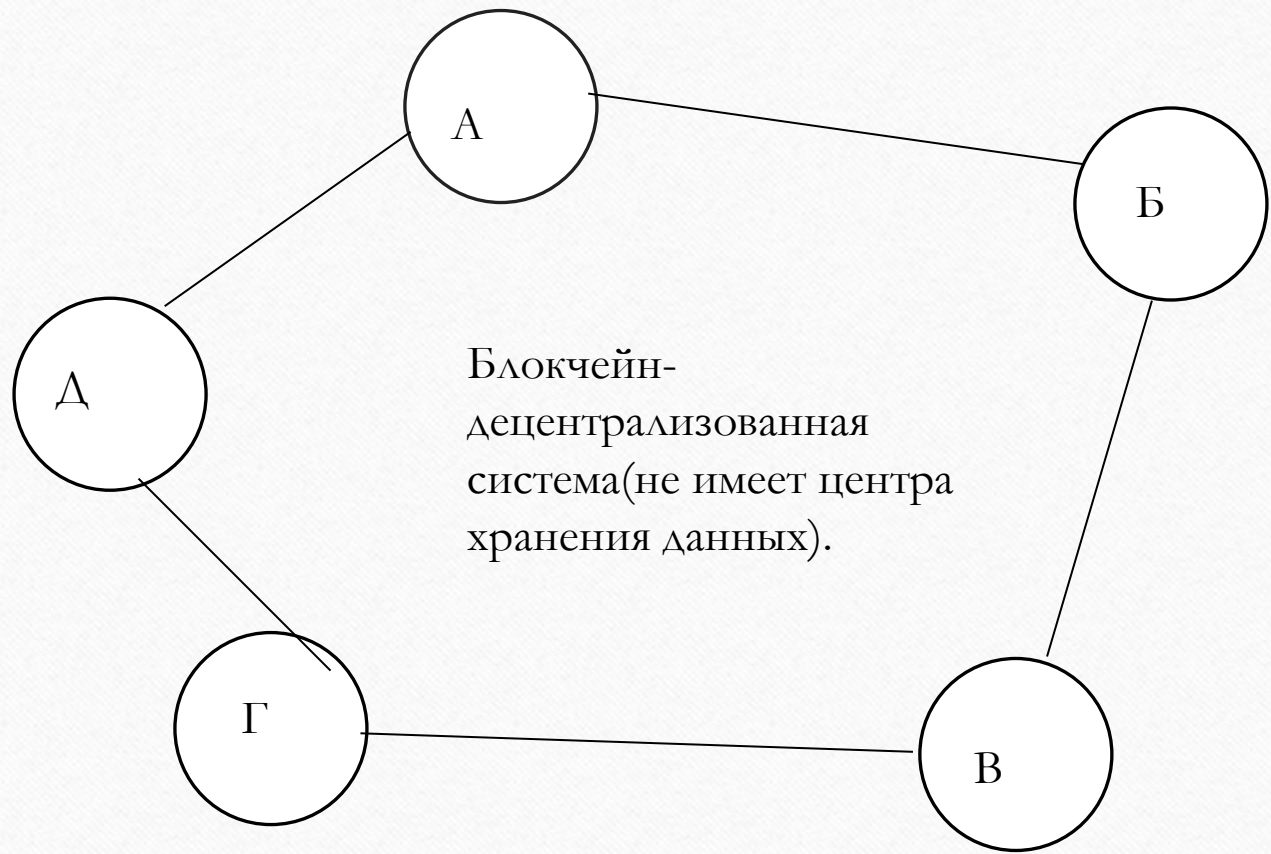 А
Б
Д
Блокчейн-
децентрализованная
система(не имеет центра
хранения данных).
Г
В